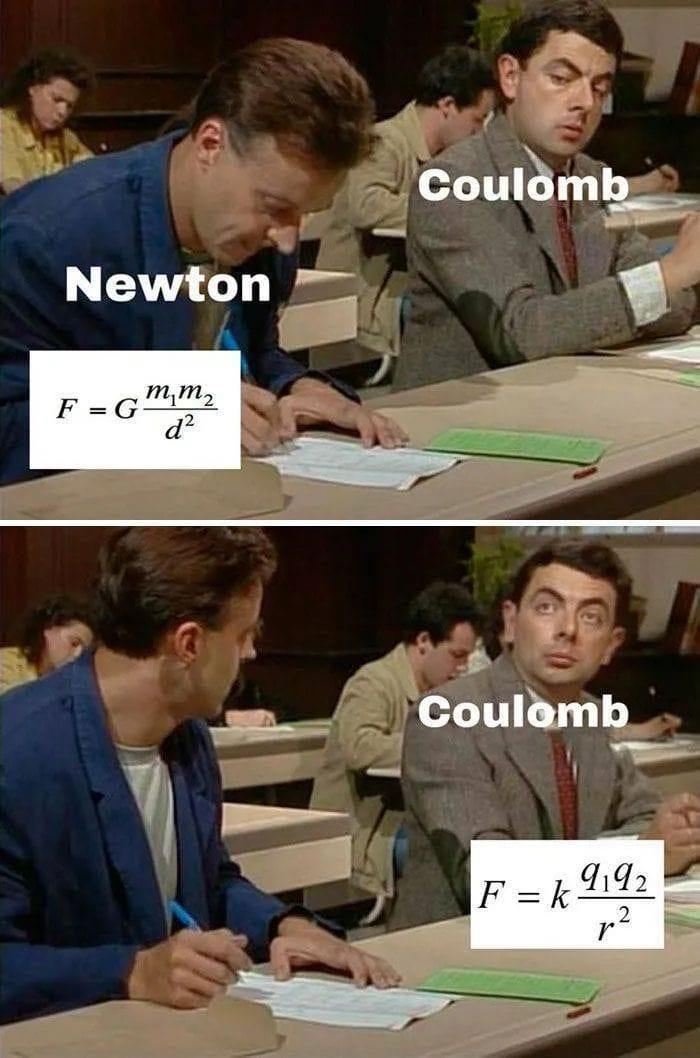 Coulomb
Newton
F = G m₁m₂ / d²
Coulomb
F = k q₁q₂ / r²